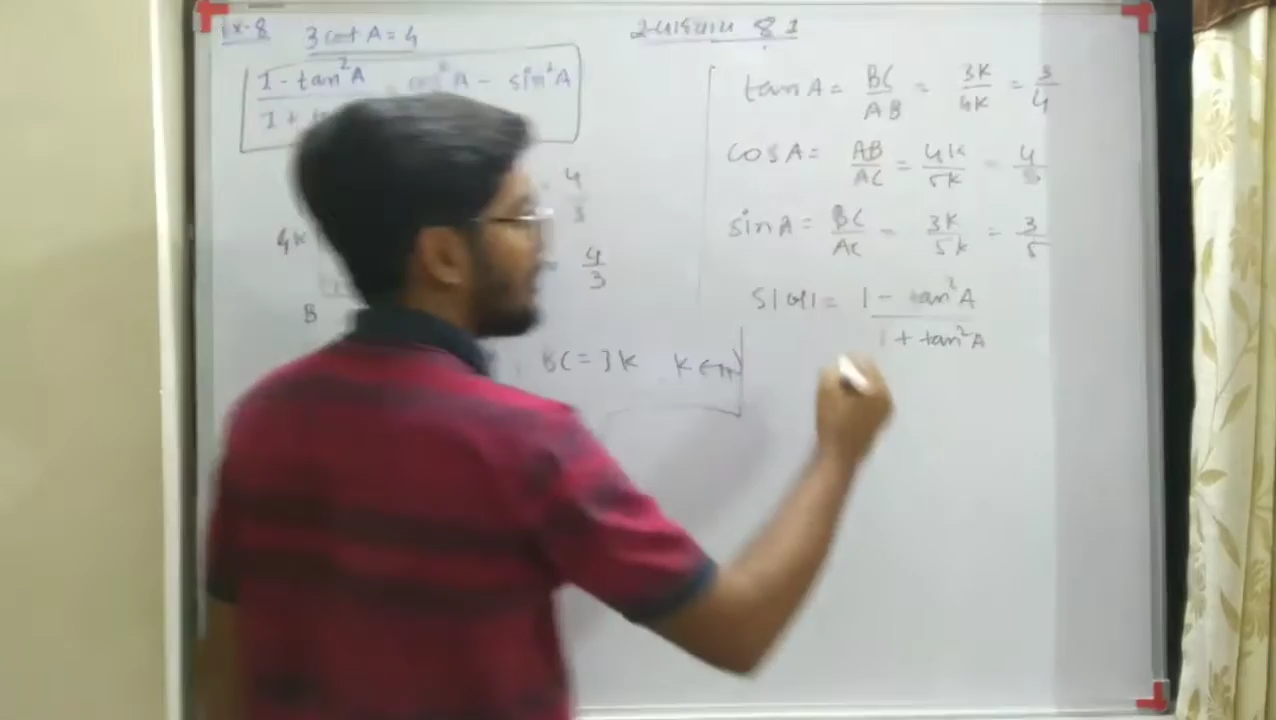 Ex-8 3 cot A = 4
1 - tan²A
A - sin²A
1 +
4
3
4/3
4K
B
BC = 3K K ∈
8.1
tan A = BC/AB = 3K/4K = 3/4
cos A = AB/AC = 4K/5K = 4/5
sin A = BC/AC = 3K/5K = 3/5
= 1 - tan²A
1 + tan²A